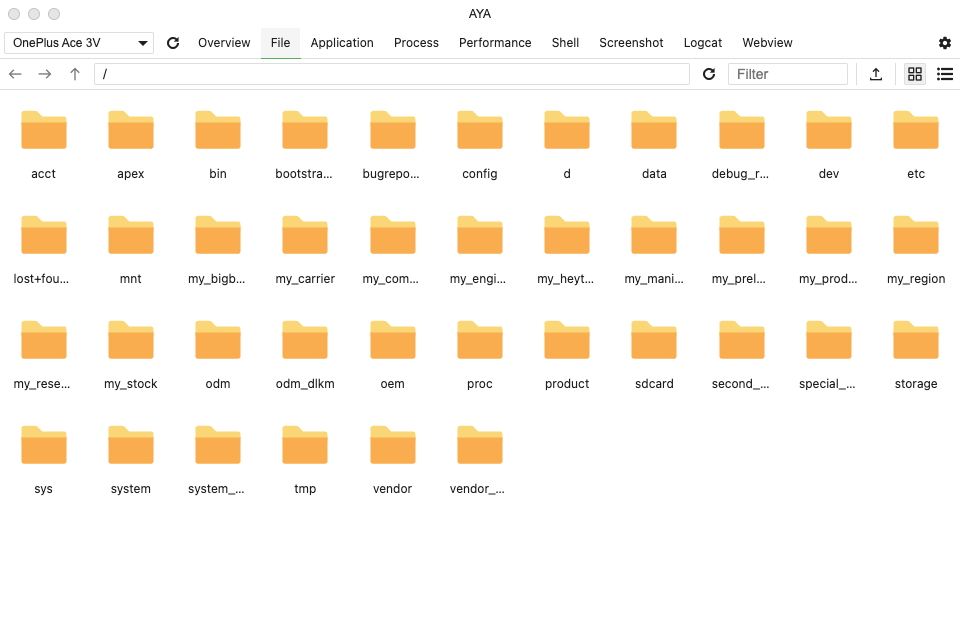 AYA
OnePlus Ace 3V Overview File Application Process Performance Shell Screenshot Logcat Webview
/ Filter
acct apex bin bootstra... bugrepo... config d data debug_r... dev etc
lost+fou... mnt my_bigb... my_carrier my_com... my_engi... my_heyt... my_mani... my_prel... my_prod... my_region
my_rese... my_stock odm odm_dlkm oem proc product sdcard second_... special_... storage
sys system system_... tmp vendor vendor_...